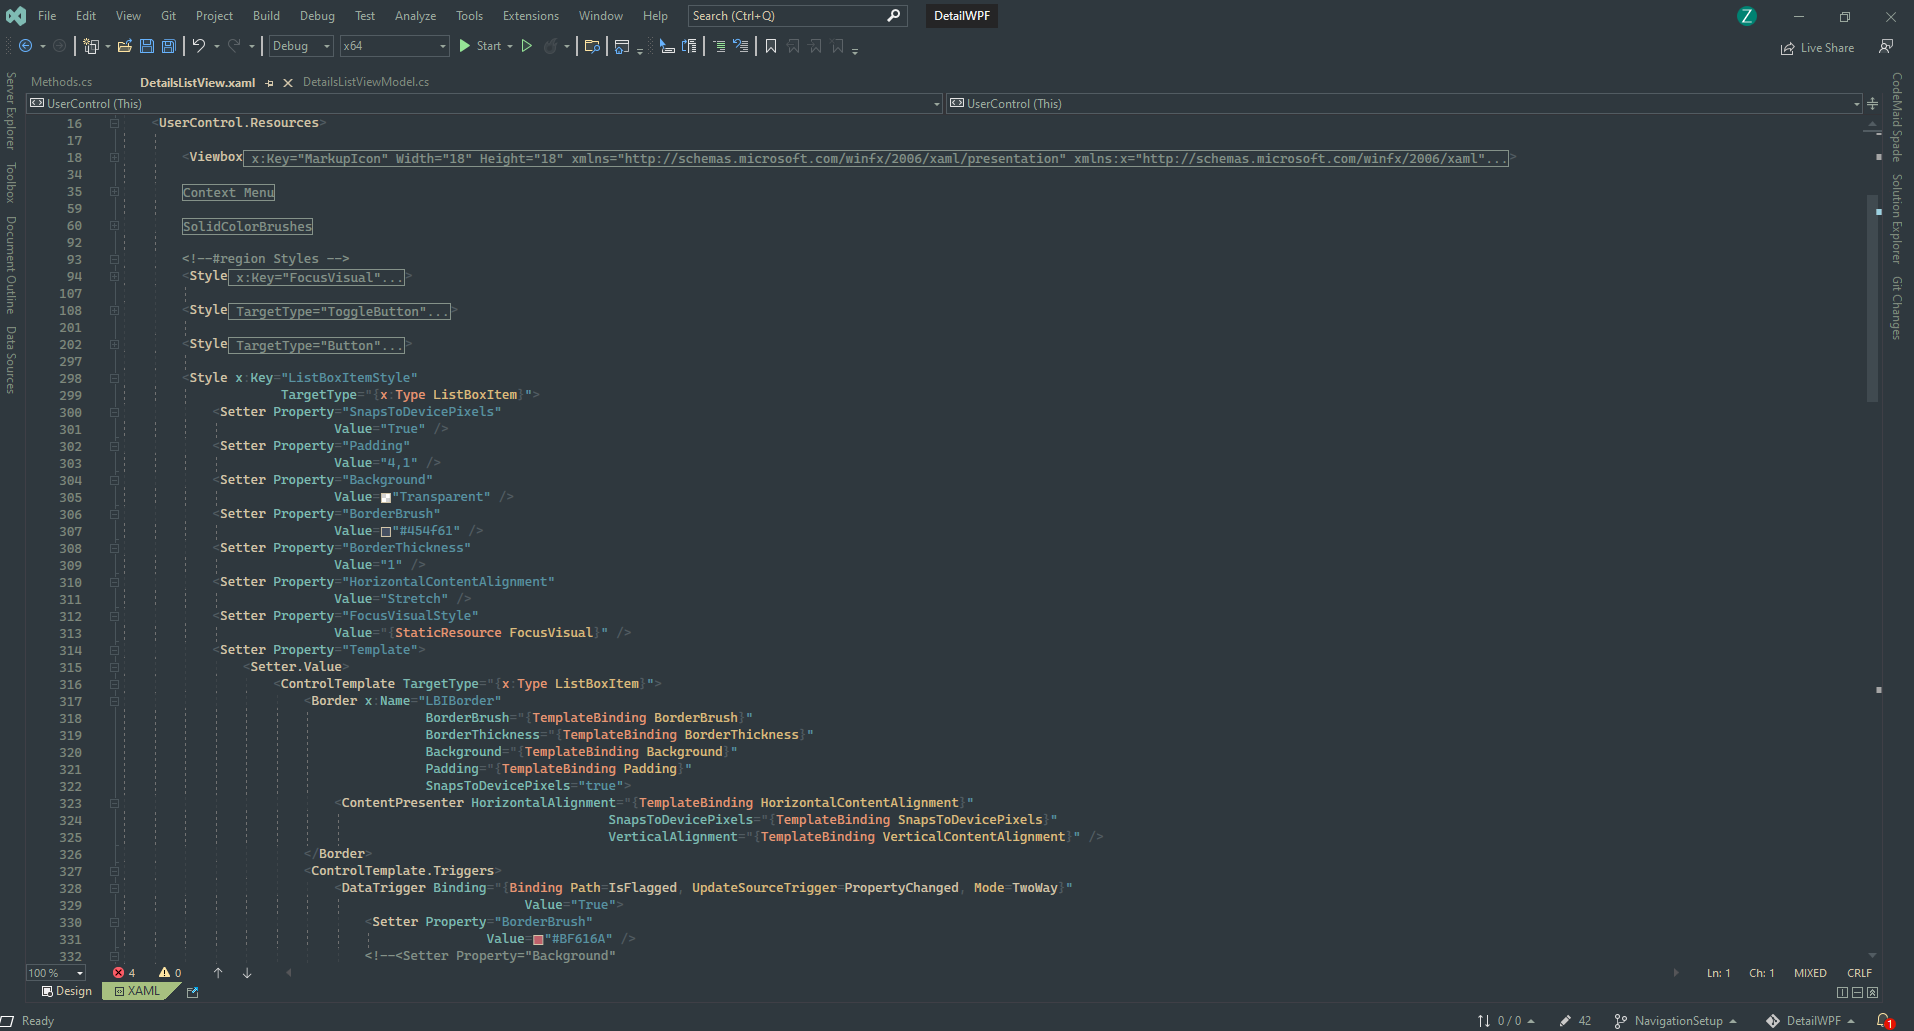 File Edit View Git Project Build Debug Test Analyze Tools Extensions Window Help Search (Ctrl+Q) DetailWPF Z
Debug x64 Start Live Share
Methods.cs DetailsListView.xaml DetailsListViewModel.cs
UserControl (This) UserControl (This)
Server Explorer
Toolbox
Document Outline
Data Sources
16 <UserControl.Resources>
17
18 <Viewbox x:Key="MarkupIcon" Width="18" Height="18" xmlns="http://schemas.microsoft.com/winfx/2006/xaml/presentation" xmlns:x="http://schemas.microsoft.com/winfx/2006/xaml"...>
34
35 Context Menu
59
60 SolidColorBrushes
92
93 <!--#region Styles -->
94 <Style x:Key="FocusVisual"...>
107
108 <Style TargetType="ToggleButton"...>
201
202 <Style TargetType="Button"...>
297
298 <Style x:Key="ListBoxItemStyle"
299 TargetType="{x:Type ListBoxItem}">
300 <Setter Property="SnapsToDevicePixels"
301 Value="True" />
302 <Setter Property="Padding"
303 Value="4,1" />
304 <Setter Property="Background"
305 Value="Transparent" />
306 <Setter Property="BorderBrush"
307 Value="#454f61" />
308 <Setter Property="BorderThickness"
309 Value="1" />
310 <Setter Property="HorizontalContentAlignment"
311 Value="Stretch" />
312 <Setter Property="FocusVisualStyle"
313 Value="{StaticResource FocusVisual}" />
314 <Setter Property="Template">
315 <Setter.Value>
316 <ControlTemplate TargetType="{x:Type ListBoxItem}">
317 <Border x:Name="LBIBorder"
318 BorderBrush="{TemplateBinding BorderBrush}"
319 BorderThickness="{TemplateBinding BorderThickness}"
320 Background="{TemplateBinding Background}"
321 Padding="{TemplateBinding Padding}"
322 SnapsToDevicePixels="true">
323 <ContentPresenter HorizontalAlignment="{TemplateBinding HorizontalContentAlignment}"
324 SnapsToDevicePixels="{TemplateBinding SnapsToDevicePixels}"
325 VerticalAlignment="{TemplateBinding VerticalContentAlignment}" />
326 </Border>
327 <ControlTemplate.Triggers>
328 <DataTrigger Binding="{Binding Path=IsFlagged, UpdateSourceTrigger=PropertyChanged, Mode=TwoWay}"
329 Value="True">
330 <Setter Property="BorderBrush"
331 Value="#BF616A" />
332 <!--<Setter Property="Background"
CodeMaid Spade
Solution Explorer
Git Changes
100 % 4 0 Ln: 1 Ch: 1 MIXED CRLF
Design XAML
Ready 0 / 0 42 NavigationSetup DetailWPF 1